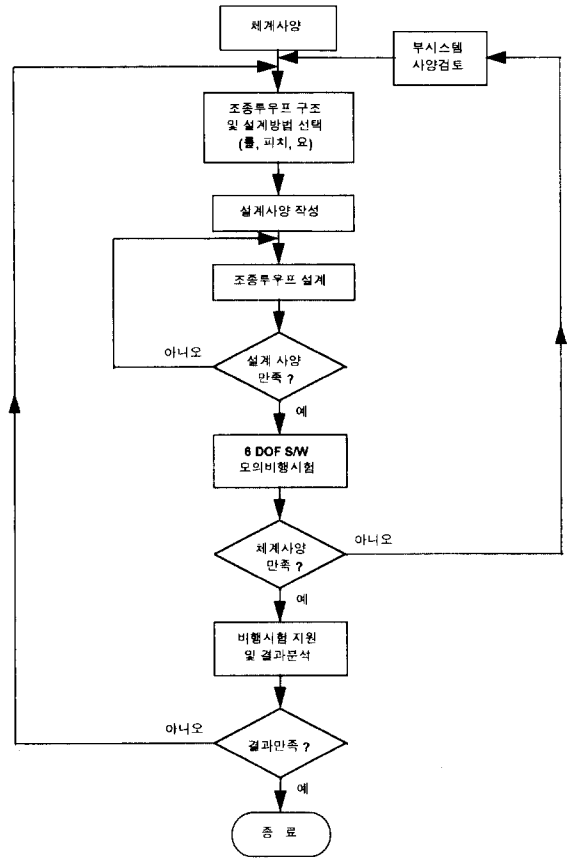 체계사양
부시스템
사양검토
조종투우프 구조
및 설계방법 선택
(롤, 피치, 요)
설계사양 작성
조종투우프 설계
아니오
설계 사양
만족 ?
예
6 DOF S/W
모의비행시험
체계사양
만족 ?
아니오
예
비행시험 지원
및 결과분석
아니오
결과만족 ?
예
종 료